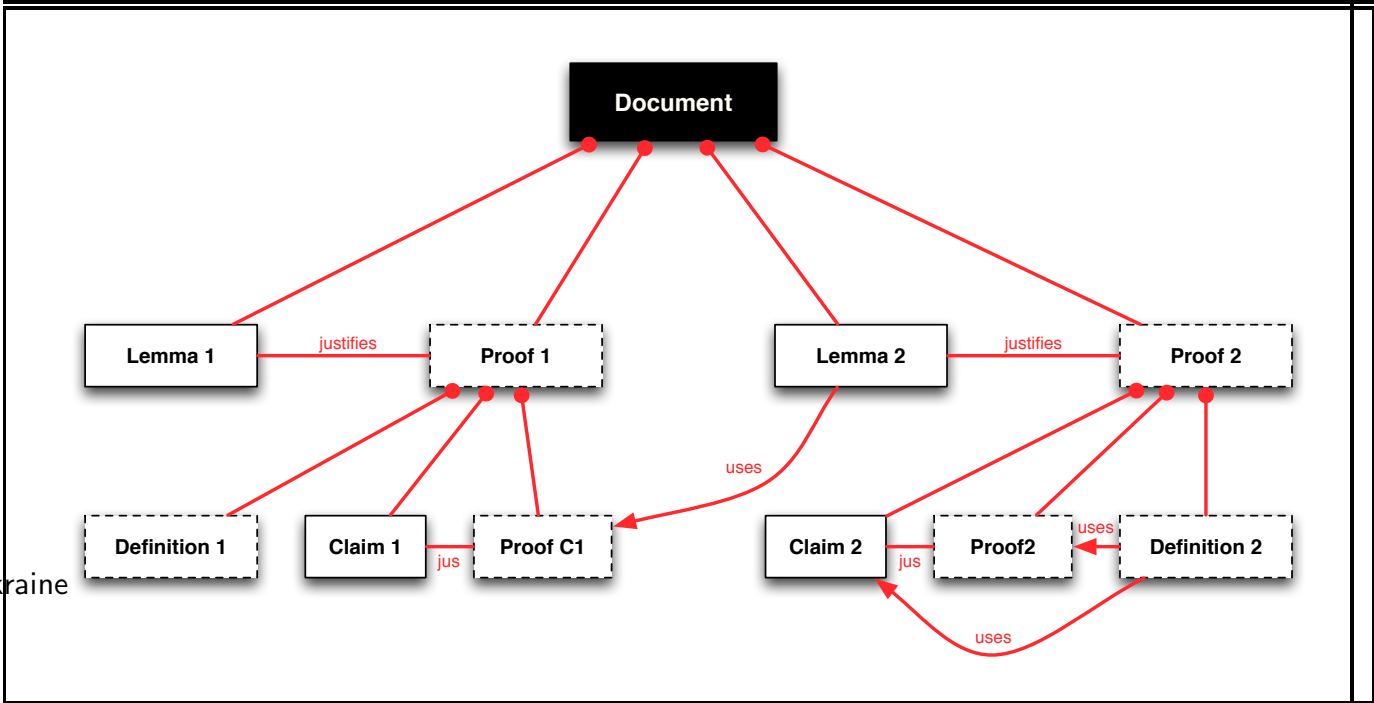 Document
Lemma 1
justifies
Proof 1
Lemma 2
justifies
Proof 2
uses
Definition 1
Claim 1
jus
Proof C1
Claim 2
jus
Proof2
uses
Definition 2
uses